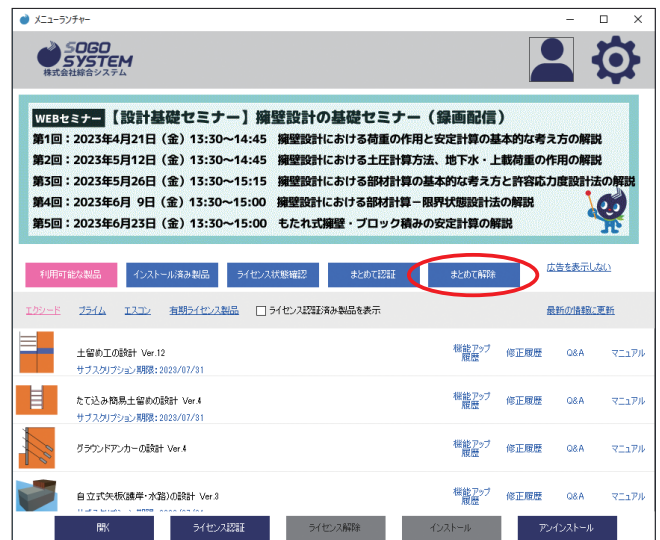 メニューランチャー
SOGO
SYSTEM
株式会社綜合システム
WEBセミナー 【設計基礎セミナー】擁壁設計の基礎セミナー（録画配信）
第1回：2023年4月21日（金）13:30～14:45 擁壁設計における荷重の作用と安定計算の基本的な考え方の解説
第2回：2023年5月12日（金）13:30～14:45 擁壁設計における土圧計算方法、地下水・上載荷重の作用の解説
第3回：2023年5月26日（金）13:30～15:15 擁壁設計における部材計算の基本的な考え方と許容応力度設計法の解説
第4回：2023年6月 9日（金）13:30～15:00 擁壁設計における部材計算－限界状態設計法の解説
第5回：2023年6月23日（金）13:30～15:00 もたれ式擁壁・ブロック積みの安定計算の解説
利用可能な製品 インストール済み製品 ライセンス状態確認 まとめて認証 まとめて解除 広告を表示しない
エクシード プライム エスコン 有期ライセンス製品 ライセンス認証済み製品を表示 最新の情報に更新
土留め工の設計 Ver.12 機能アップ履歴 修正履歴 Q&A マニュアル
サブスクリプション期限:2023/07/31
たて込み簡易土留めの設計 Ver.4 機能アップ履歴 修正履歴 Q&A マニュアル
サブスクリプション期限:2023/07/31
グラウンドアンカーの設計 Ver.4 機能アップ履歴 修正履歴 Q&A マニュアル
自立式矢板(護岸・水路)の設計 Ver.3 機能アップ履歴 修正履歴 Q&A マニュアル
開く ライセンス認証 ライセンス解除 インストール アンインストール